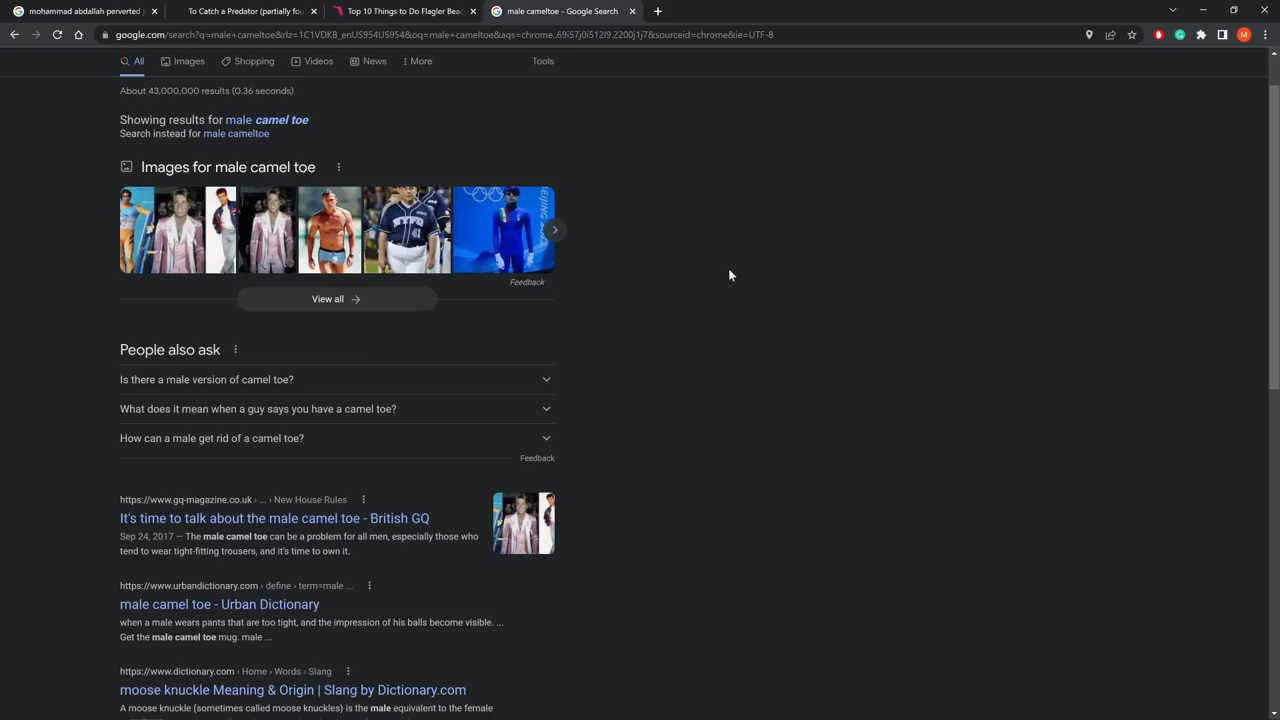 mohammad abdallah perverted j
To Catch a Predator (partially fou
Top 10 Things to Do Flagler Beac
male cameltoe - Google Search
google.com/search?q=male+cameltoe&rlz=1C1VDKB_enUS954US954&oq=male+cameltoe&aqs=chrome..69i57j0i512l9.2200j1j7&sourceid=chrome&ie=UTF-8
M
All Images Shopping Videos News More Tools
About 43,000,000 results (0.36 seconds)
Showing results for male camel toe
Search instead for male cameltoe
Images for male camel toe
NYPD
41
BEIJING
Feedback
View all
People also ask
Is there a male version of camel toe?
What does it mean when a guy says you have a camel toe?
How can a male get rid of a camel toe?
Feedback
https://www.gq-magazine.co.uk › ... › New House Rules
It's time to talk about the male camel toe - British GQ
Sep 24, 2017 — The male camel toe can be a problem for all men, especially those who
tend to wear tight-fitting trousers, and it's time to own it.
https://www.urbandictionary.com › define › term=male ...
male camel toe - Urban Dictionary
when a male wears pants that are too tight, and the impression of his balls become visible. ...
Get the male camel toe mug. male ...
https://www.dictionary.com › Home › Words › Slang
moose knuckle Meaning & Origin | Slang by Dictionary.com
A moose knuckle (sometimes called moose knuckles) is the male equivalent to the female